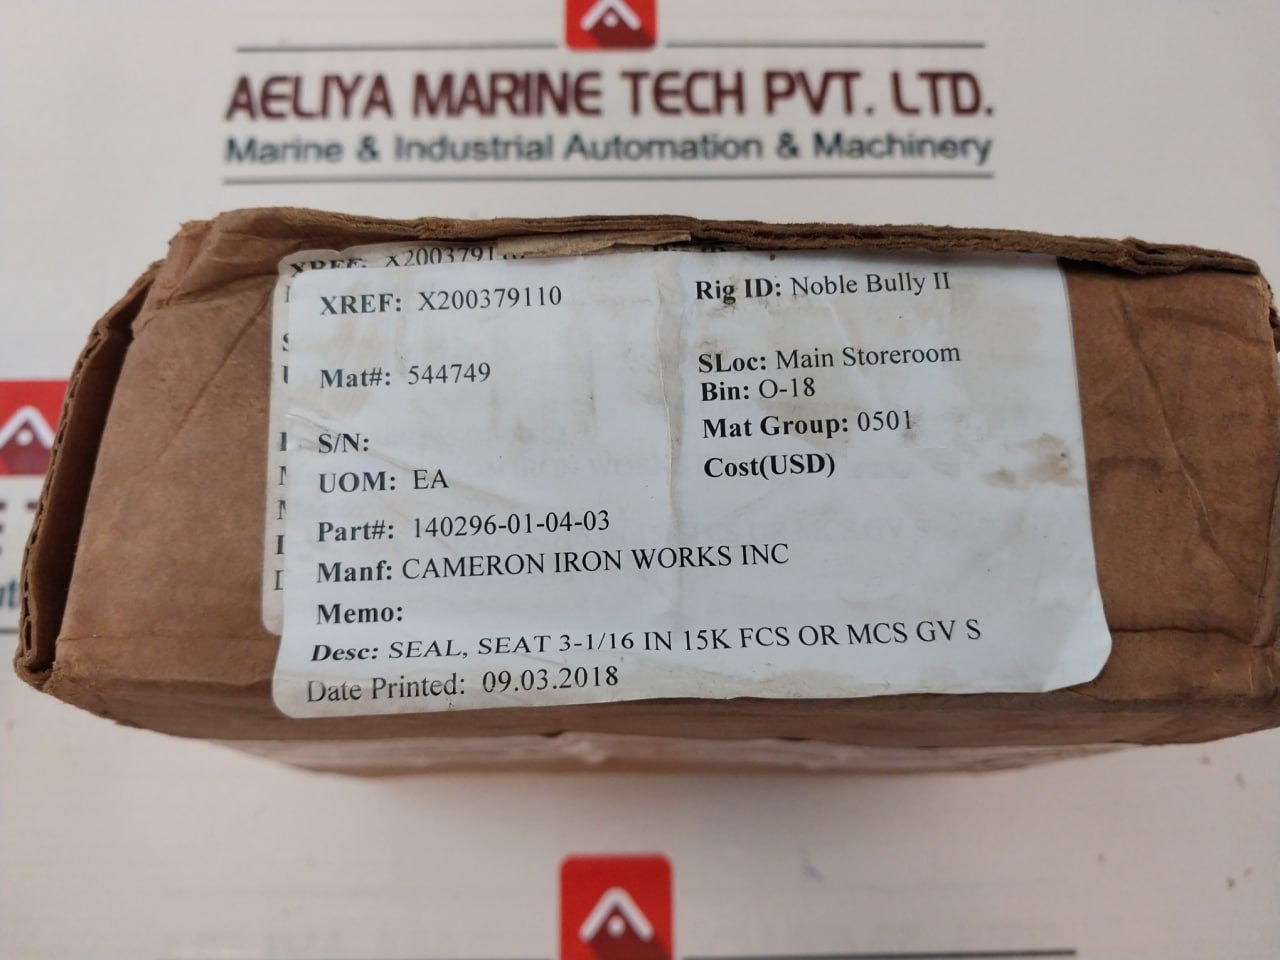 AELIYA MARINE TECH PVT. LTD.
Marine & Industrial Automation & Machinery
XREF: X200379110
XREF: X200379110
Rig ID: Noble Bully II
Mat#: 544749
SLoc: Main Storeroom
Bin: O-18
Mat Group: 0501
S/N:
Cost(USD)
UOM: EA
Part#: 140296-01-04-03
Manf: CAMERON IRON WORKS INC
Memo:
Desc: SEAL, SEAT 3-1/16 IN 15K FCS OR MCS GV S
Date Printed: 09.03.2018